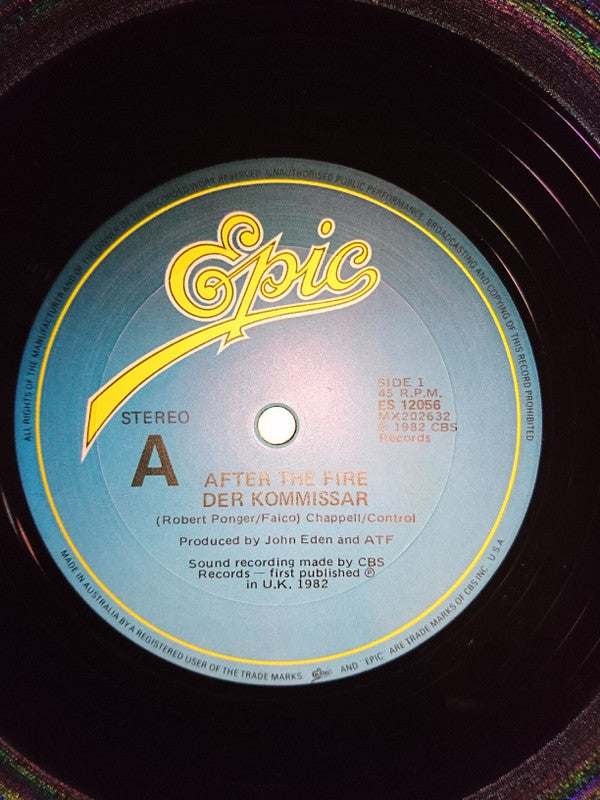 ALL RIGHTS OF THE MANUFACTURER AND OF THE OWNER OF THE RECORDED WORK RESERVED. UNAUTHORISED PUBLIC PERFORMANCE, BROADCASTING AND COPYING OF THIS RECORD PROHIBITED
Epic
STEREO
A
SIDE 1
45 R.P.M.
ES 12056
MX202632
℗ 1982 CBS
Records
AFTER THE FIRE
DER KOMMISSAR
(Robert Ponger/Falco) Chappell/Control
Produced by John Eden and ATF
Sound recording made by CBS
Records — first published ℗
in U.K. 1982
MADE IN AUSTRALIA BY A REGISTERED USER OF THE TRADE MARKS Epic AND "EPIC" ARE TRADE MARKS OF CBS INC. U.S.A